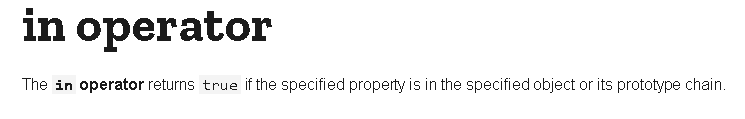 in operator
The in operator returns true if the specified property is in the specified object or its prototype chain.